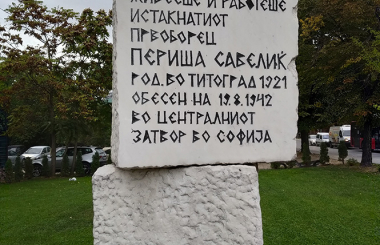 ЖИВЕЕШЕ И РАБОТЕШЕ
ИСТАКНАТИОТ
ПРВОБОРЕЦ
ПЕРИША САВЕЛИЌ
РОД. ВО ТИТОГРАД 1921
ОБЕСЕН НА 19.8.1942
ВО ЦЕНТРАЛНИОТ
ЗАТВОР ВО СОФИЈА